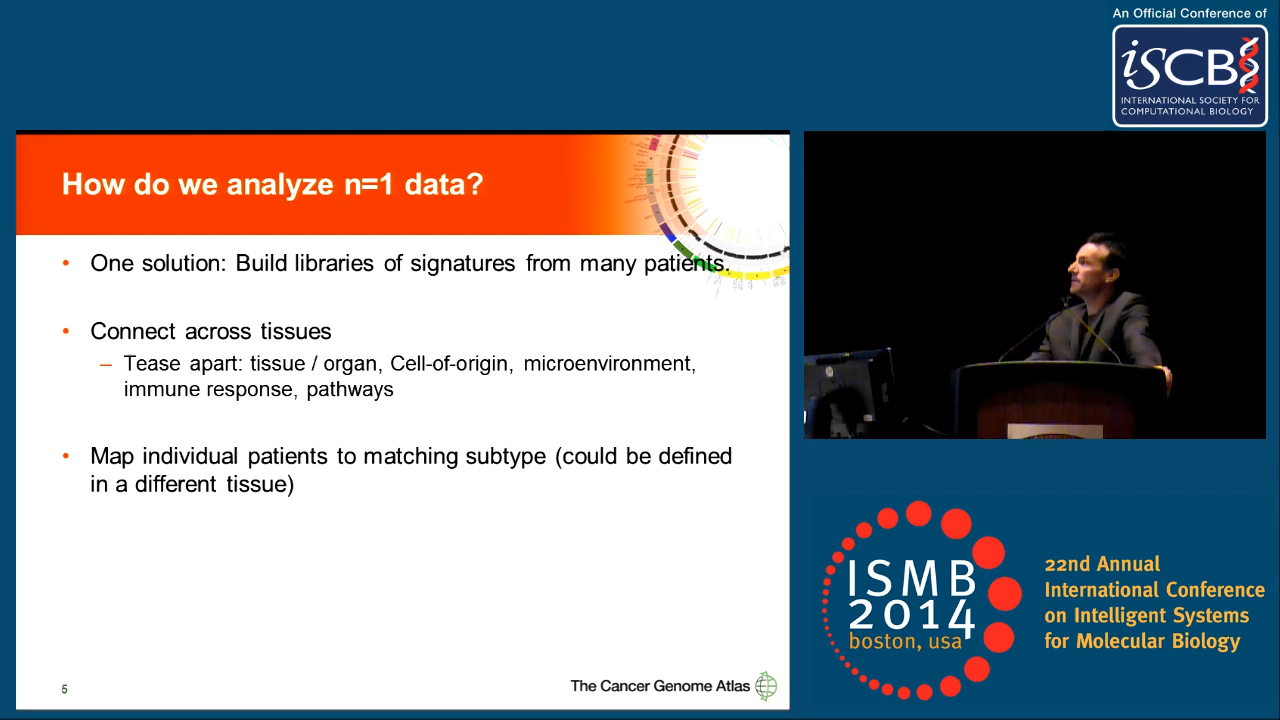 An Official Conference of
iSCB
INTERNATIONAL SOCIETY FOR
COMPUTATIONAL BIOLOGY
How do we analyze n=1 data?
• One solution: Build libraries of signatures from many patients.
• Connect across tissues
– Tease apart: tissue / organ, Cell-of-origin, microenvironment,
immune response, pathways
• Map individual patients to matching subtype (could be defined
in a different tissue)
5
The Cancer Genome Atlas
ISMB
2014
boston, usa
22nd Annual
International Conference
on Intelligent Systems
for Molecular Biology